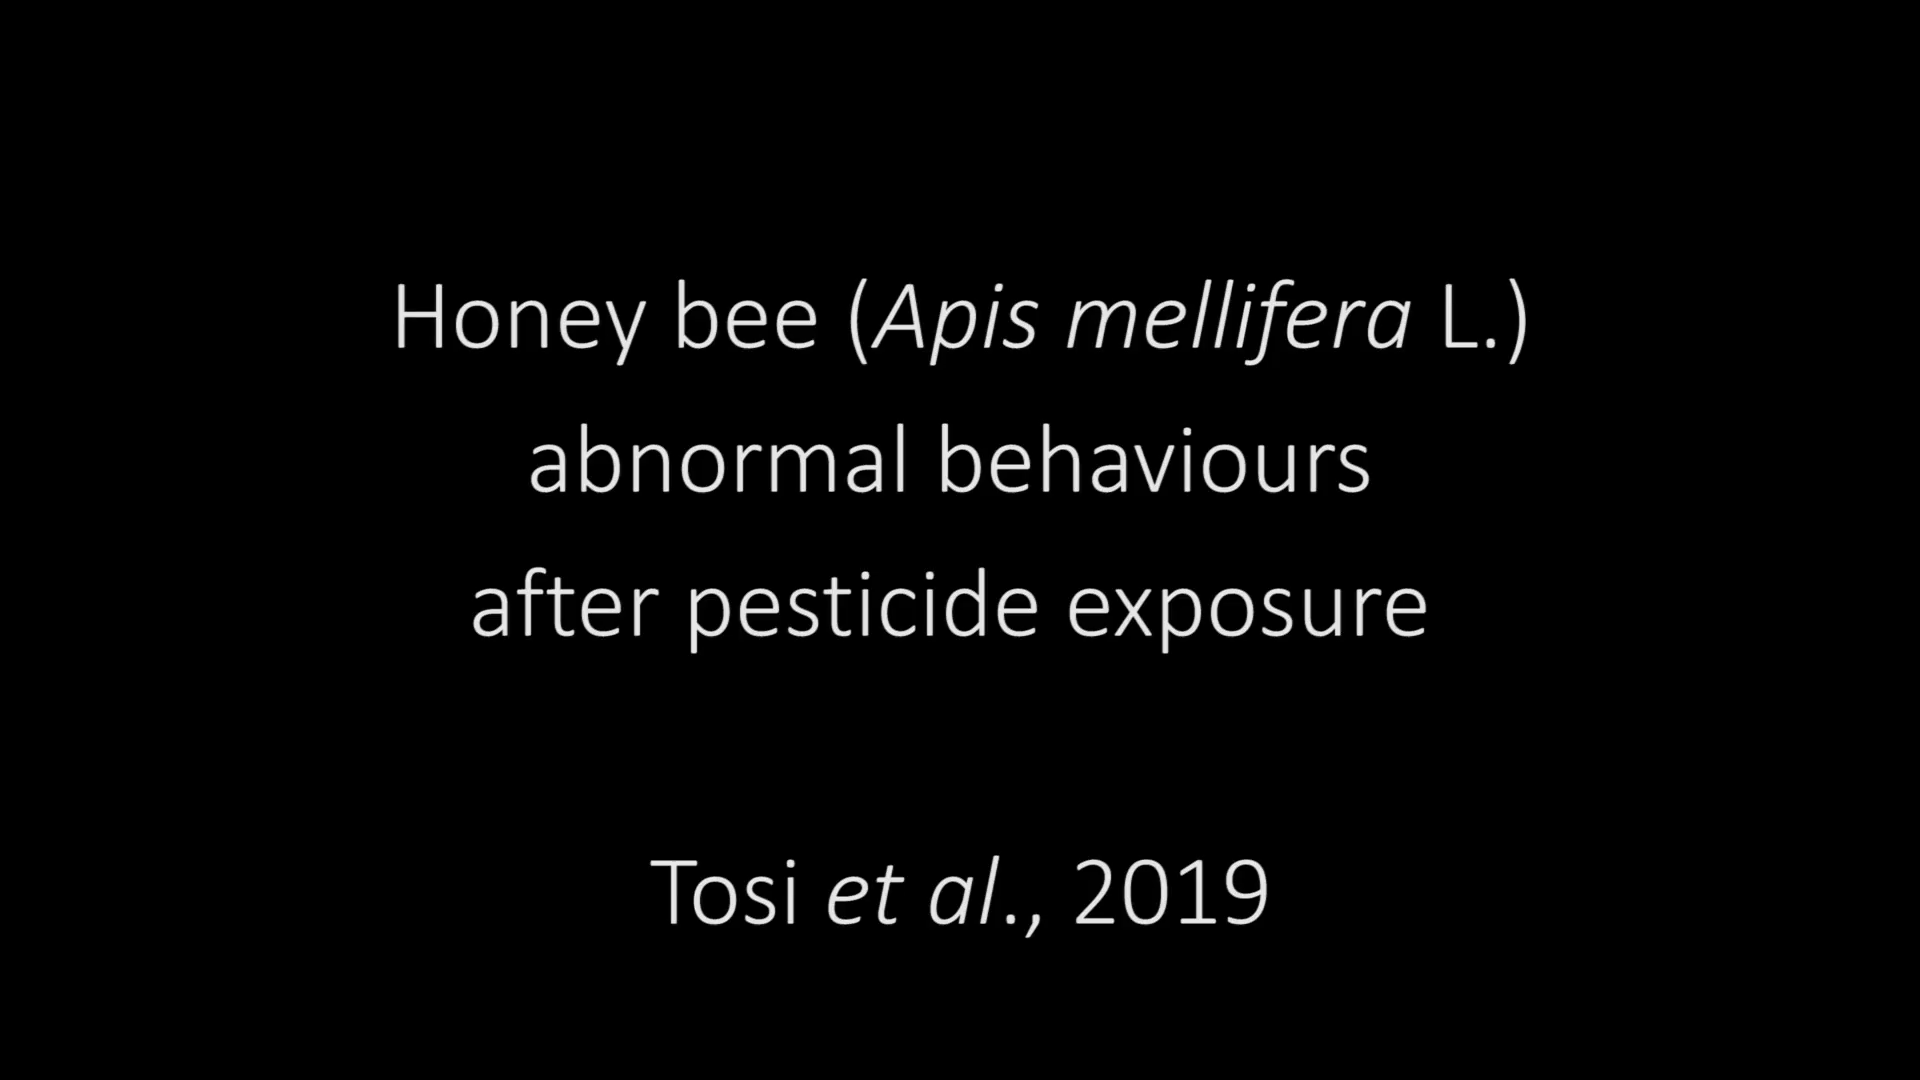 Honey bee (Apis mellifera L.)
abnormal behaviours
after pesticide exposure
Tosi et al., 2019